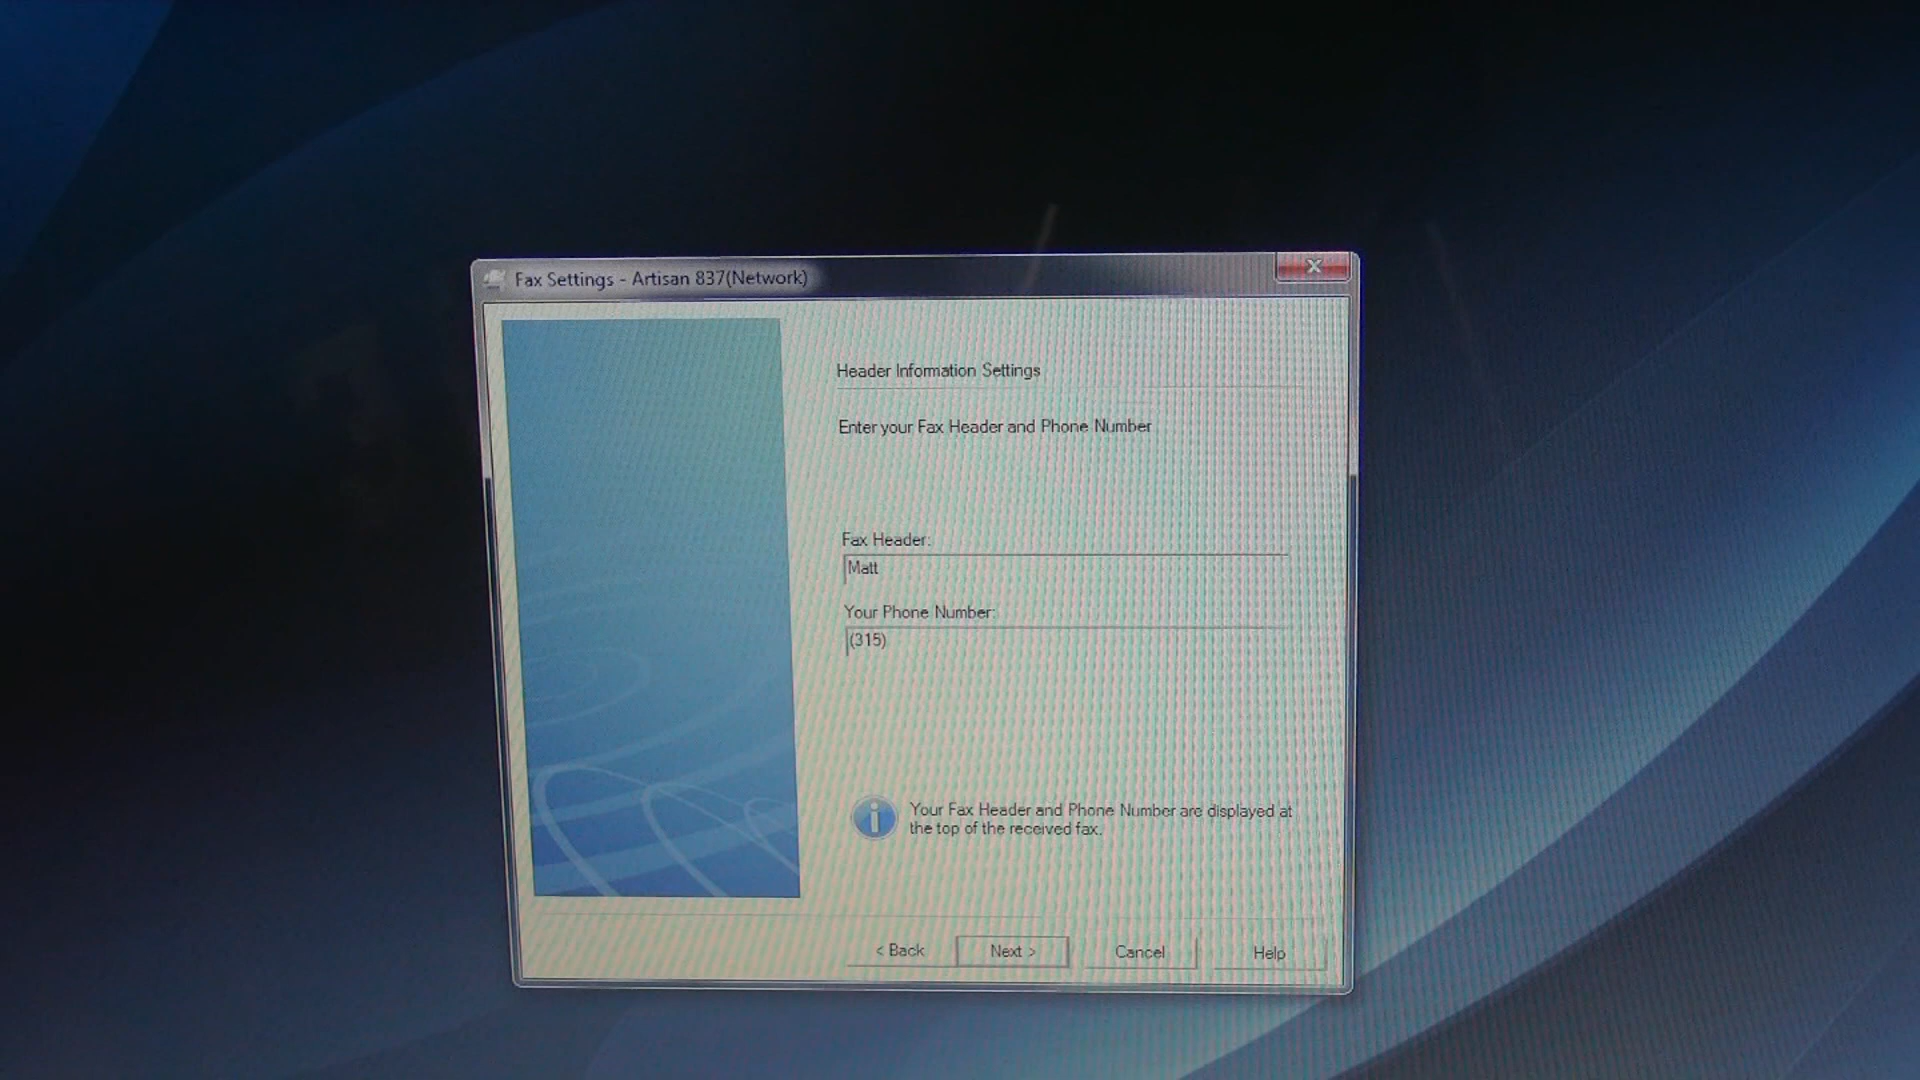 Fax Settings - Artisan 837(Network)
Header Information Settings
Enter your Fax Header and Phone Number
Fax Header:
Matt
Your Phone Number:
(315)
Your Fax Header and Phone Number are displayed at
the top of the received fax.
< Back
Next >
Cancel
Help